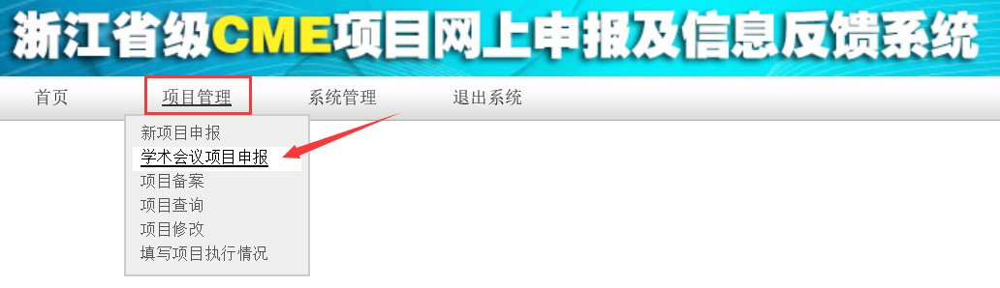 浙江省级CME项目网上申报及信息反馈系统
首页 项目管理 系统管理 退出系统
新项目申报
学术会议项目申报
项目备案
项目查询
项目修改
填写项目执行情况